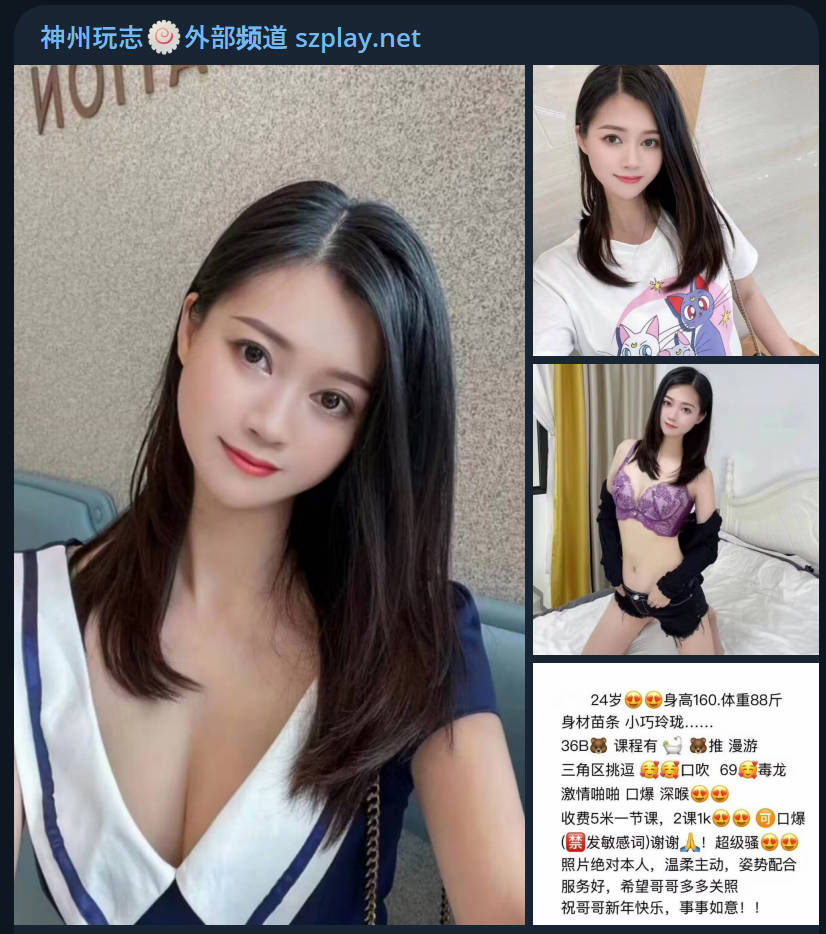 神州玩志🍥外部频道 szplay.net
NOITA
24岁😍😍身高160.体重88斤
身材苗条 小巧玲珑……
36B🐻 课程有 🛀 🐻推 漫游
三角区挑逗 🥰🥰口吹 69🥰毒龙
激情啪啪 口爆 深喉😍😍
收费5米一节课，2课1k😍😍 🉑口爆
(🈲发敏感词)谢谢🙏！超级骚😍😍
照片绝对本人，温柔主动，姿势配合
服务好，希望哥哥多多关照
祝哥哥新年快乐，事事如意！！